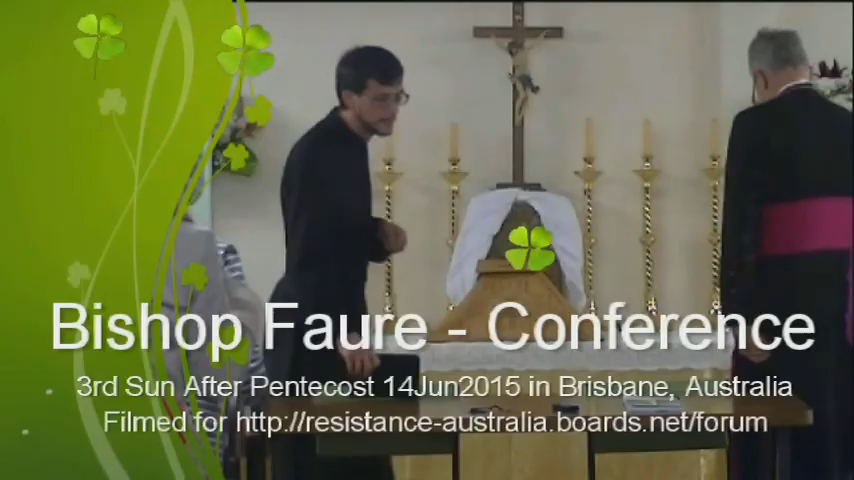 Bishop Faure - Conference
3rd Sun After Pentecost 14Jun2015 in Brisbane, Australia
Filmed for http://resistance-australia.boards.net/forum